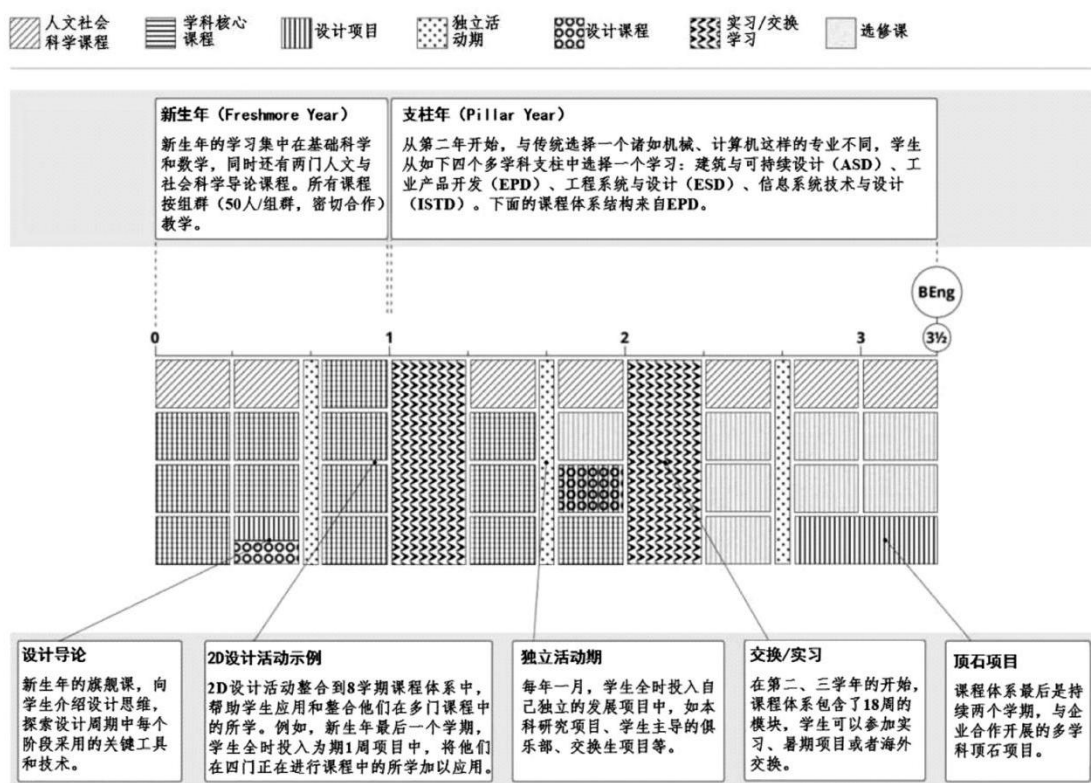 人文社会
科学课程
学科核心
课程
设计项目
独立活
动期
设计课程
实习/交换
学习
选修课
新生年（Freshmore Year）
新生年的学习集中在基础科学
和数学，同时还有两门人文与
社会科学导论课程。所有课程
按组群（50人/组群，密切合作）
教学。
支柱年（Pillar Year）
从第二年开始，与传统选择一个诸如机械、计算机这样的专业不同，学生
从如下四个多学科支柱中选择一个学习：建筑与可持续设计（ASD）、工
业产品开发（EPD）、工程系统与设计（ESD）、信息系统技术与设计
（ISTD）。下面的课程体系结构来自EPD。
BEng
0
1
2
3
3½
设计导论
新生年的旗舰课，向
学生介绍设计思维，
探索设计周期中每个
阶段采用的关键工具
和技术。
2D设计活动示例
2D设计活动整合到8学期课程体系中，
帮助学生应用和整合他们在多门课程中
的所学。例如，新生年最后一个学期，
学生全时投入为期1周项目中，将他们
在四门正在进行课程中的所学加以应用。
独立活动期
每年一月，学生全时投入自
己独立的发展项目中，如本
科研究项目、学生主导的俱
乐部、交换生项目等。
交换/实习
在第二、三学年的开始，
课程体系包含了18周的
模块，学生可以参加实
习、暑期项目或者海外
交换。
顶石项目
课程体系最后是持
续两个学期，与企
业合作开展的多学
科顶石项目。